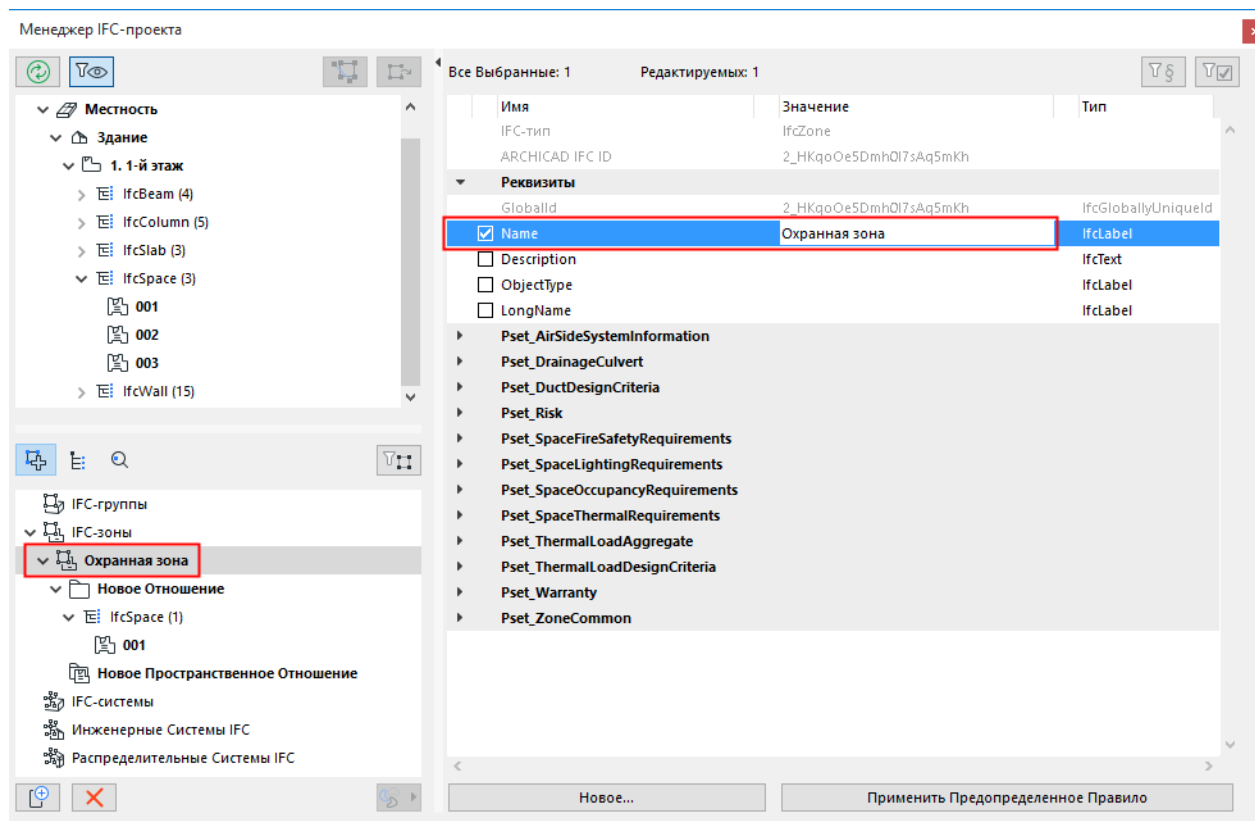 Менеджер IFC-проекта
Все Выбранные: 1 Редактируемых: 1
Местность
Здание
1. 1-й этаж
IfcBeam (4)
IfcColumn (5)
IfcSlab (3)
IfcSpace (3)
001
002
003
IfcWall (15)
IFC-группы
IFC-зоны
Охранная зона
Новое Отношение
IfcSpace (1)
001
Новое Пространственное Отношение
IFC-системы
Инженерные Системы IFC
Распределительные Системы IFC
Имя Значение Тип
IFC-тип IfcZone
ARCHICAD IFC ID 2_HKqoOe5Dmh0I7sAq5mKh
Реквизиты
GlobalId 2_HKqoOe5Dmh0I7sAq5mKh IfcGloballyUniqueId
Name Охранная зона IfcLabel
Description IfcText
ObjectType IfcLabel
LongName IfcLabel
Pset_AirSideSystemInformation
Pset_DrainageCulvert
Pset_DuctDesignCriteria
Pset_Risk
Pset_SpaceFireSafetyRequirements
Pset_SpaceLightingRequirements
Pset_SpaceOccupancyRequirements
Pset_SpaceThermalRequirements
Pset_ThermalLoadAggregate
Pset_ThermalLoadDesignCriteria
Pset_Warranty
Pset_ZoneCommon
Новое... Применить Предопределенное Правило